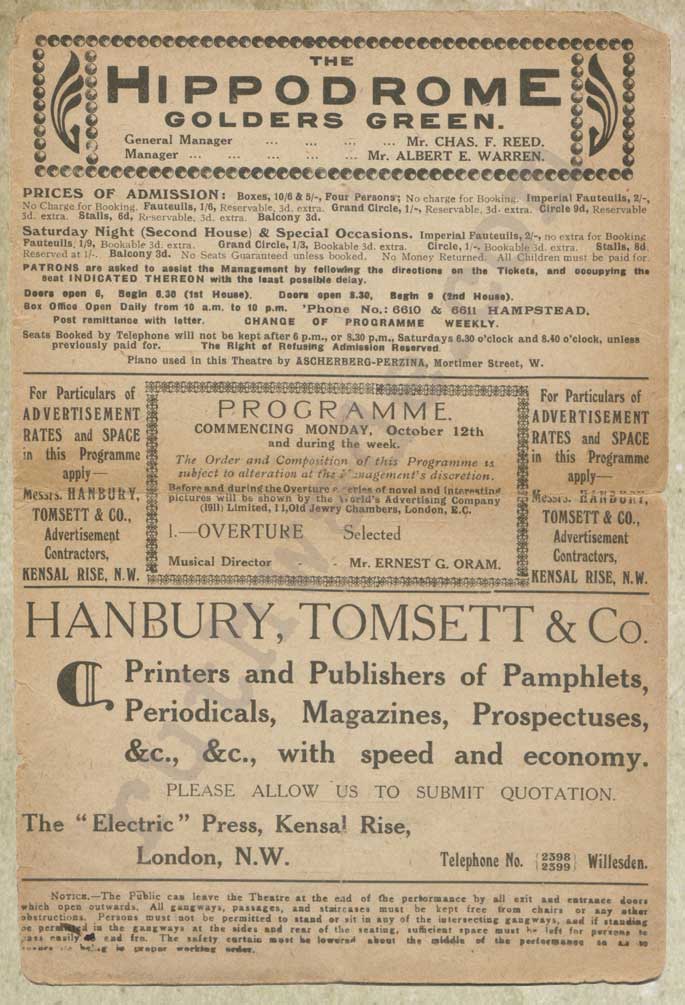 THE
HIPPODROME
GOLDERS GREEN.
General Manager ... ... ... ... Mr. CHAS. F. REED.
Manager ... ... ... ... ... Mr. ALBERT E. WARREN.
PRICES OF ADMISSION: Boxes, 10/6 & 5/-, Four Persons; No charge for Booking. Imperial Fauteuils, 2/-,
No Charge for Booking. Fauteuils, 1/6, Reservable, 3d. extra. Grand Circle, 1/-, Reservable, 3d. extra. Circle 9d, Reservable
3d. extra. Stalls, 6d, Reservable, 3d. extra. Balcony 3d.
Saturday Night (Second House) & Special Occasions. Imperial Fauteuils, 2/-, no extra for Booking
Fauteuils, 1/9, Bookable 3d. extra. Grand Circle, 1/3, Bookable 3d. extra. Circle, 1/-. Bookable 3d. extra. Stalls, 8d.
Reserved at 1/-. Balcony 3d. No Seats Guaranteed unless booked. No Money Returned. All Children must be paid for.
PATRONS are asked to assist the Management by following the directions on the Tickets, and occupying the
seat INDICATED THEREON with the least possible delay.
Doors open 6, Begin 6.30 (1st House). Doors open 8.30, Begin 9 (2nd House).
Box Office Open Daily from 10 a.m. to 10 p.m. 'Phone No.: 6610 & 6611 HAMPSTEAD.
Post remittance with letter. CHANGE OF PROGRAMME WEEKLY.
Seats Booked by Telephone will not be kept after 6 p.m., or 8.30 p.m., Saturdays 6.30 o'clock and 8.40 o'clock, unless
previously paid for. The Right of Refusing Admission Reserved.
Piano used in this Theatre by ASCHERBERG-PERZINA, Mortimer Street, W.
For Particulars of
ADVERTISEMENT
RATES and SPACE
in this Programme
apply—
Messrs. HANBURY,
TOMSETT & CO.,
Advertisement
Contractors,
KENSAL RISE, N.W.
PROGRAMME.
COMMENCING MONDAY, October 12th
and during the week.
The Order and Composition of this Programme is
subject to alteration at the Management's discretion.
Before and during the Overture a series of novel and interesting
pictures will be shown by the World's Advertising Company
(1911) Limited, 11, Old Jewry Chambers, London, E.C.
1.—OVERTURE Selected
Musical Director - - Mr. ERNEST G. ORAM.
For Particulars of
ADVERTISEMENT
RATES and SPACE
in this Programme
apply—
Messrs. HANBURY,
TOMSETT & CO.,
Advertisement
Contractors,
KENSAL RISE, N.W.
HANBURY, TOMSETT & Co.
Printers and Publishers of Pamphlets,
Periodicals, Magazines, Prospectuses,
&c., &c., with speed and economy.
PLEASE ALLOW US TO SUBMIT QUOTATION.
The "Electric" Press, Kensal Rise,
London, N.W. Telephone No. {2398 2399} Willesden.
NOTICE.—The Public can leave the Theatre at the end of the performance by all exit and entrance doors
which open outwards. All gangways, passages, and staircases must be kept free from chairs or any other
obstructions. Persons must not be permitted to stand or sit in any of the intersecting gangways, and if standing
be permitted in the gangways at the sides and rear of the seating, sufficient space must be left for persons to
pass easily to and fro. The safety curtain must be lowered about the middle of the performance so as to
ensure its being in proper working order.